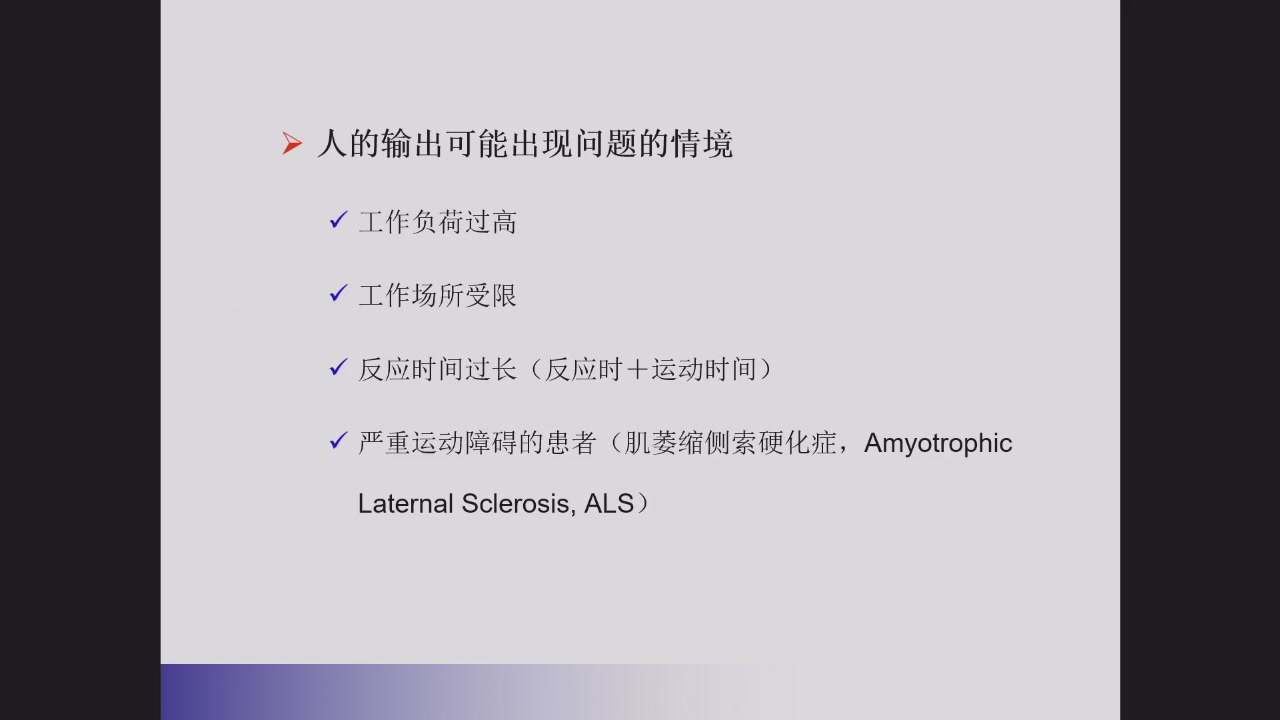 人的输出可能出现问题的情境
工作负荷过高
工作场所受限
反应时间过长（反应时＋运动时间）
严重运动障碍的患者（肌萎缩侧索硬化症，Amyotrophic
Laternal Sclerosis, ALS）